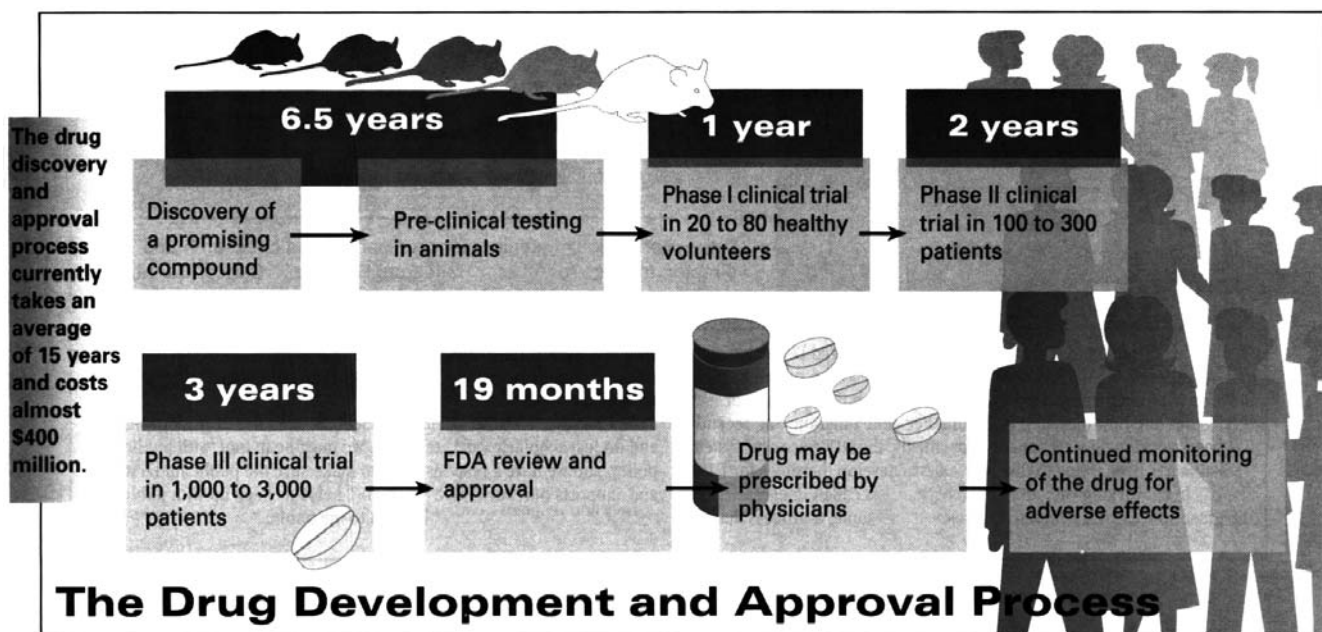 The drug
discovery
and
approval
process
currently
takes an
average
of 15 years
and costs
almost
$400
million.
6.5 years
Discovery of
a promising
compound
Pre-clinical testing
in animals
1 year
Phase I clinical trial
in 20 to 80 healthy
volunteers
2 years
Phase II clinical
trial in 100 to 300
patients
3 years
Phase III clinical trial
in 1,000 to 3,000
patients
19 months
FDA review and
approval
Drug may be
prescribed by
physicians
Continued monitoring
of the drug for
adverse effects
The Drug Development and Approval Process